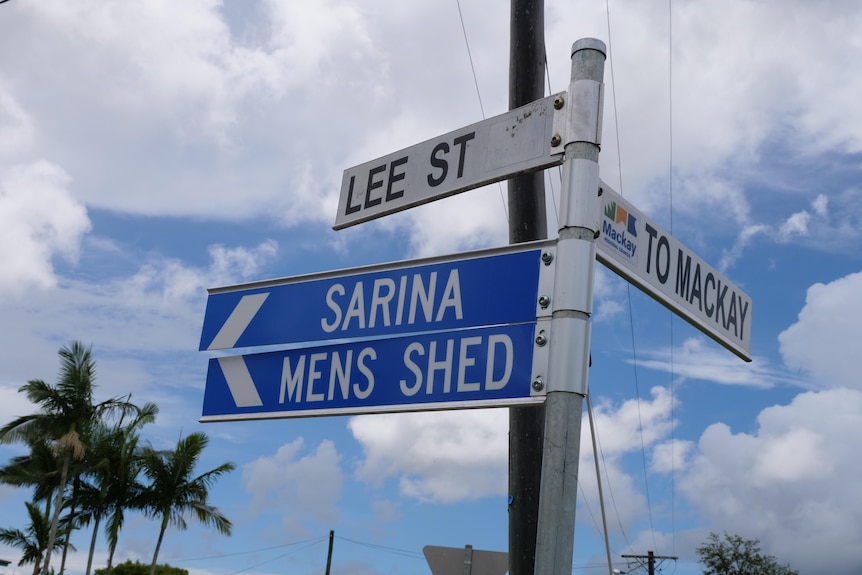 LEE ST
SARINA
MENS SHED
Mackay
TO MACKAY